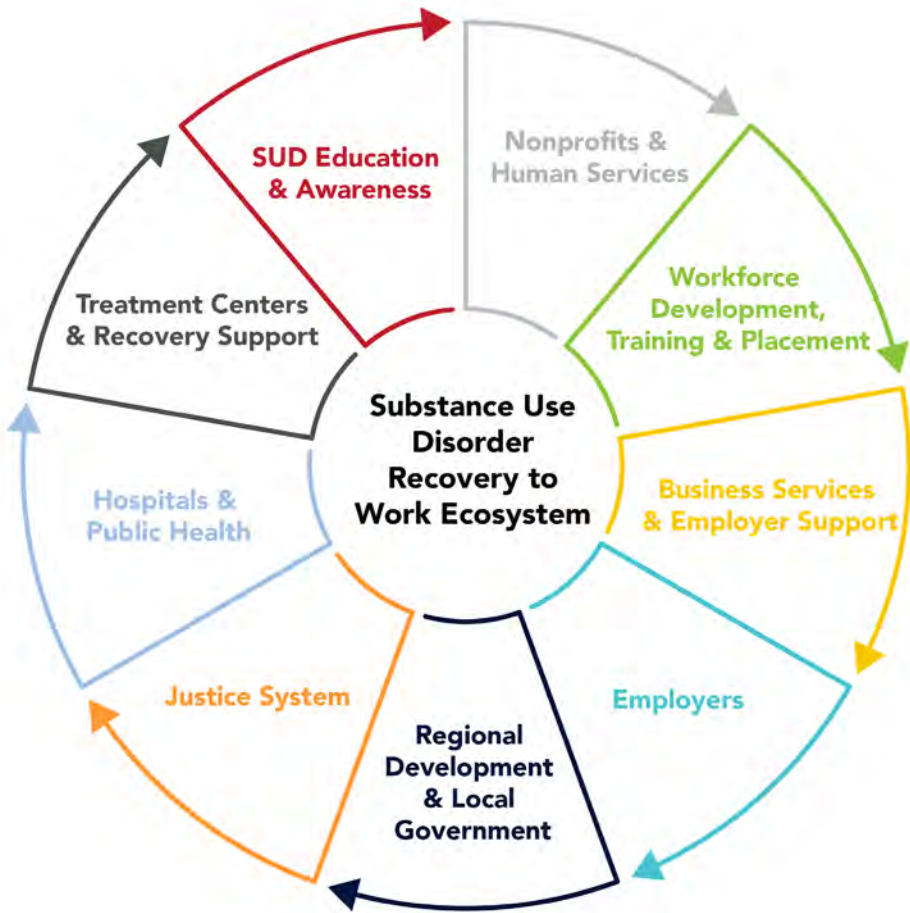 SUD Education
& Awareness
Nonprofits &
Human Services
Workforce
Development,
Training & Placement
Business Services
& Employer Support
Employers
Regional
Development
& Local
Government
Justice System
Hospitals &
Public Health
Treatment Centers
& Recovery Support
Substance Use
Disorder
Recovery to
Work Ecosystem